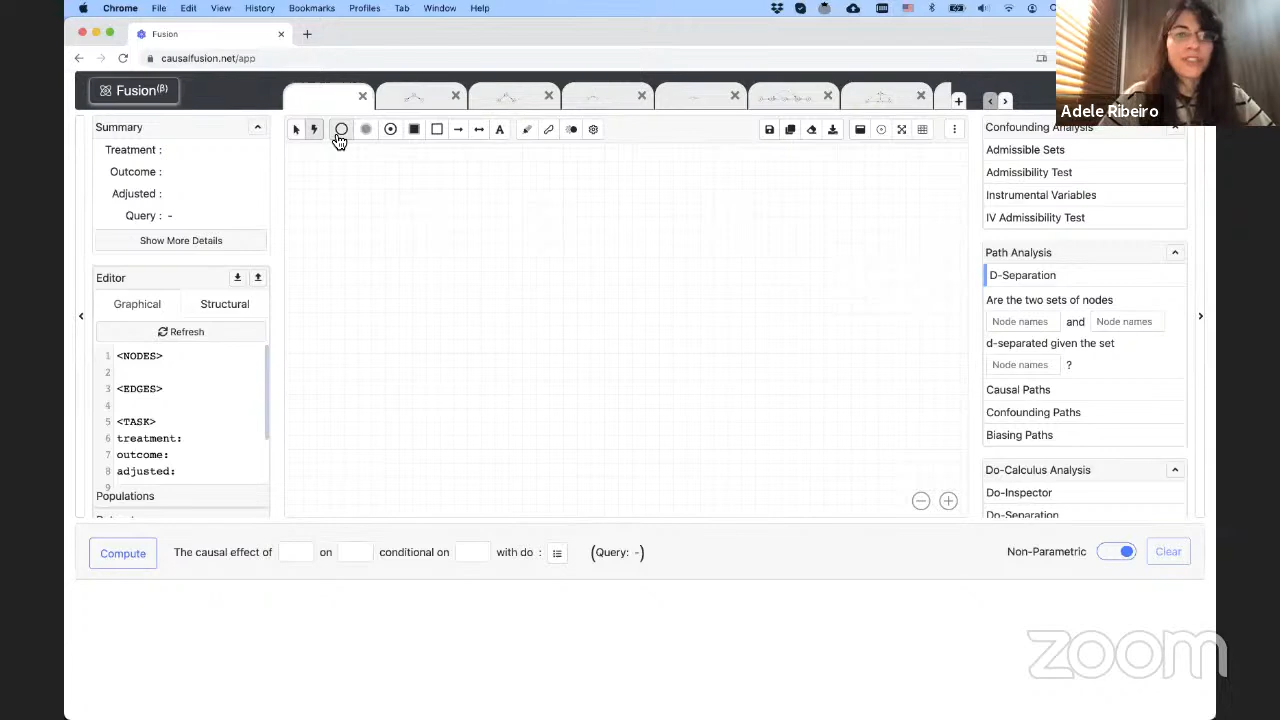 Chrome File Edit View History Bookmarks Profiles Tab Window Help
Fusion
causalfusion.net/app
Fusion(β)
Adele Ribeiro
Summary
Treatment :
Outcome :
Adjusted :
Query : -
Show More Details
Editor
Graphical Structural
Refresh
1 <NODES>
2
3 <EDGES>
4
5 <TASK>
6 treatment:
7 outcome:
8 adjusted:
9
Populations
A
Confounding Analysis
Admissible Sets
Admissibility Test
Instrumental Variables
IV Admissibility Test
Path Analysis
D-Separation
Are the two sets of nodes
Node names and Node names
d-separated given the set
Node names ?
Causal Paths
Confounding Paths
Biasing Paths
Do-Calculus Analysis
Do-Inspector
Do-Separation
Compute The causal effect of on conditional on with do : (Query: -) Non-Parametric Clear
zoom